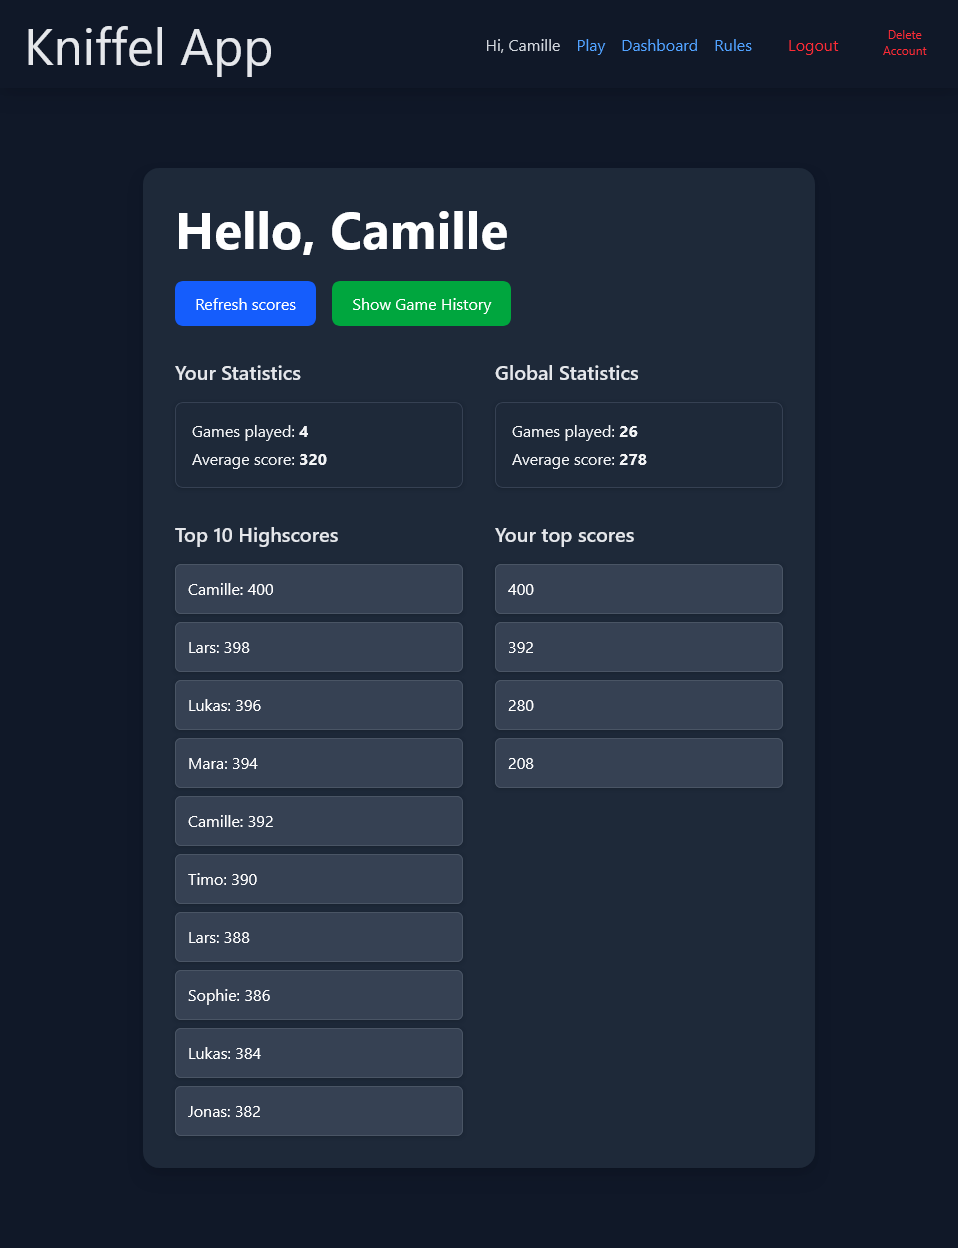 Kniffel App
Hi, Camille Play Dashboard Rules Logout Delete Account
Hello, Camille
Refresh scores
Show Game History
Your Statistics
Games played: 4
Average score: 320
Global Statistics
Games played: 26
Average score: 278
Top 10 Highscores
Camille: 400
Lars: 398
Lukas: 396
Mara: 394
Camille: 392
Timo: 390
Lars: 388
Sophie: 386
Lukas: 384
Jonas: 382
Your top scores
400
392
280
208